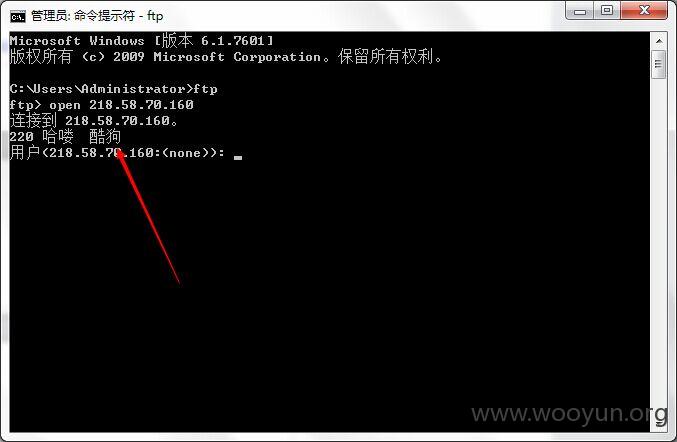 管理员: 命令提示符 - ftp
Microsoft Windows [版本 6.1.7601]
版权所有 (c) 2009 Microsoft Corporation。保留所有权利。
C:\Users\Administrator>ftp
ftp> open 218.58.70.160
连接到 218.58.70.160。
220 哈喽 酷狗
用户(218.58.70.160:(none)):
www.wooyun.org